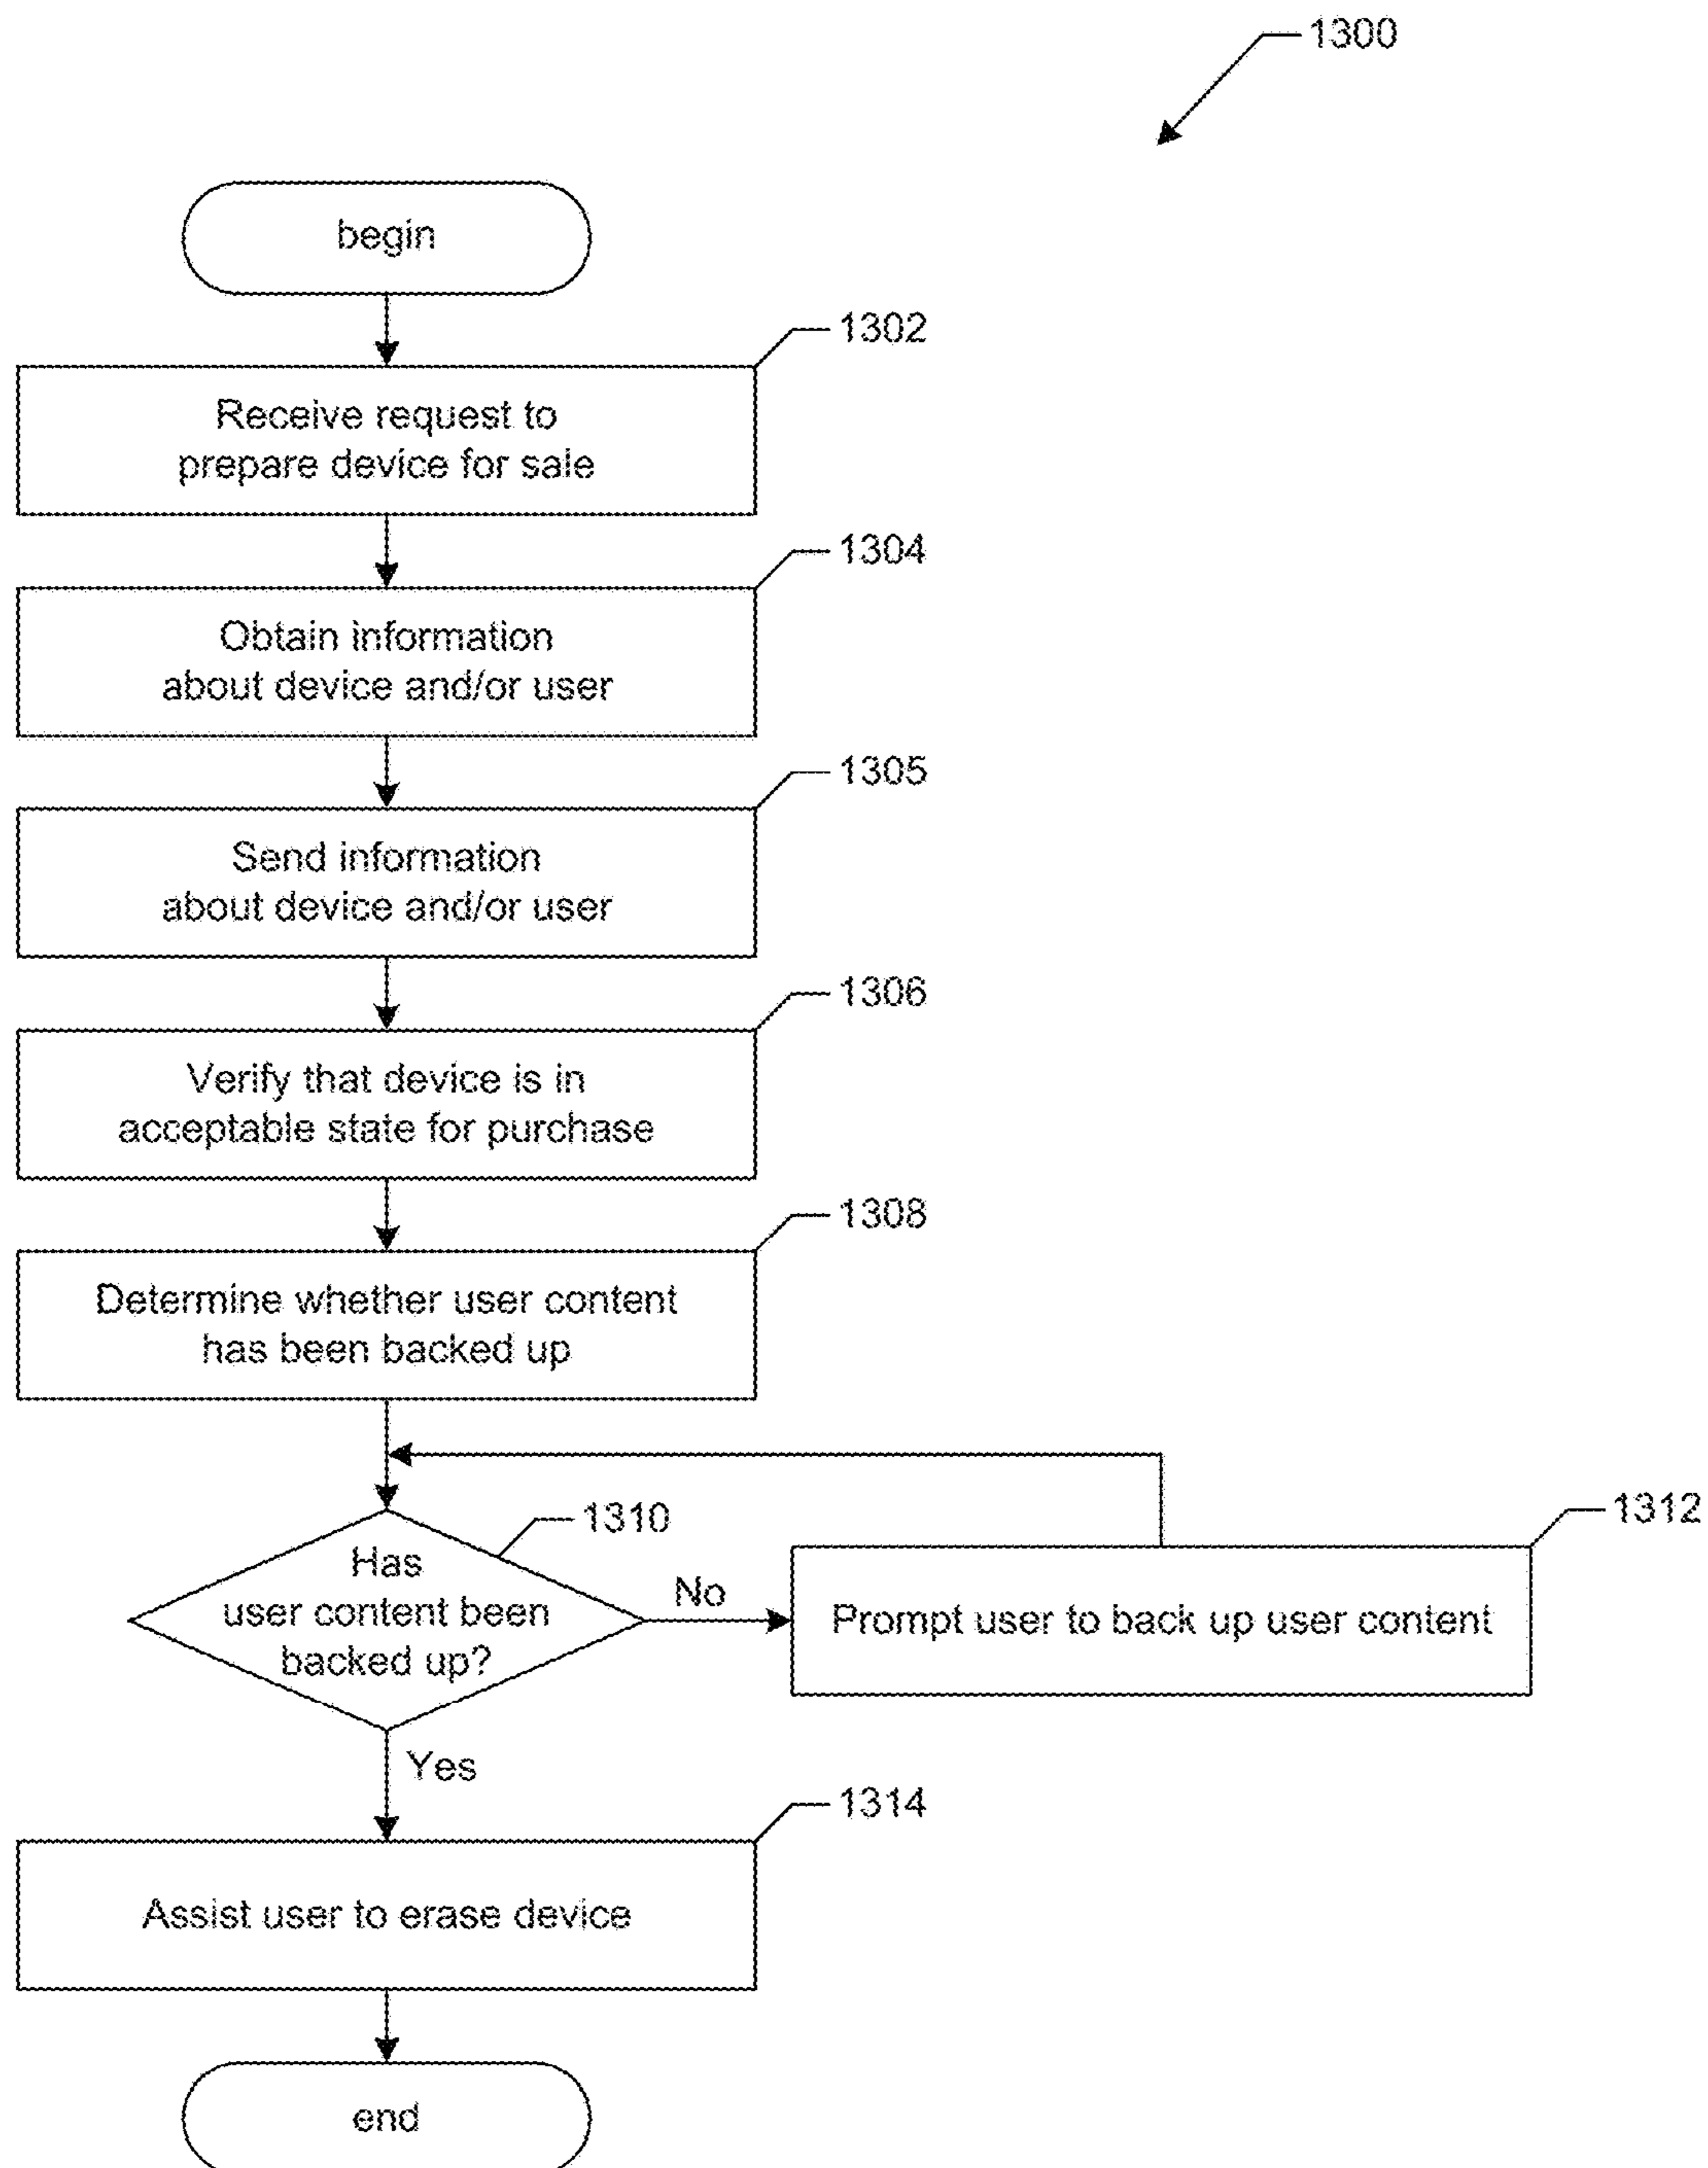 1300
begin
1302
Receive request to
prepare device for sale
1304
Obtain information
about device and/or user
1305
Send information
about device and/or user
1306
Verify that device is in
acceptable state for purchase
1308
Determine whether user content
has been backed up
1310
1312
Has
user content been
backed up?
No
Prompt user to back up user content
Yes
1314
Assist user to erase device
end